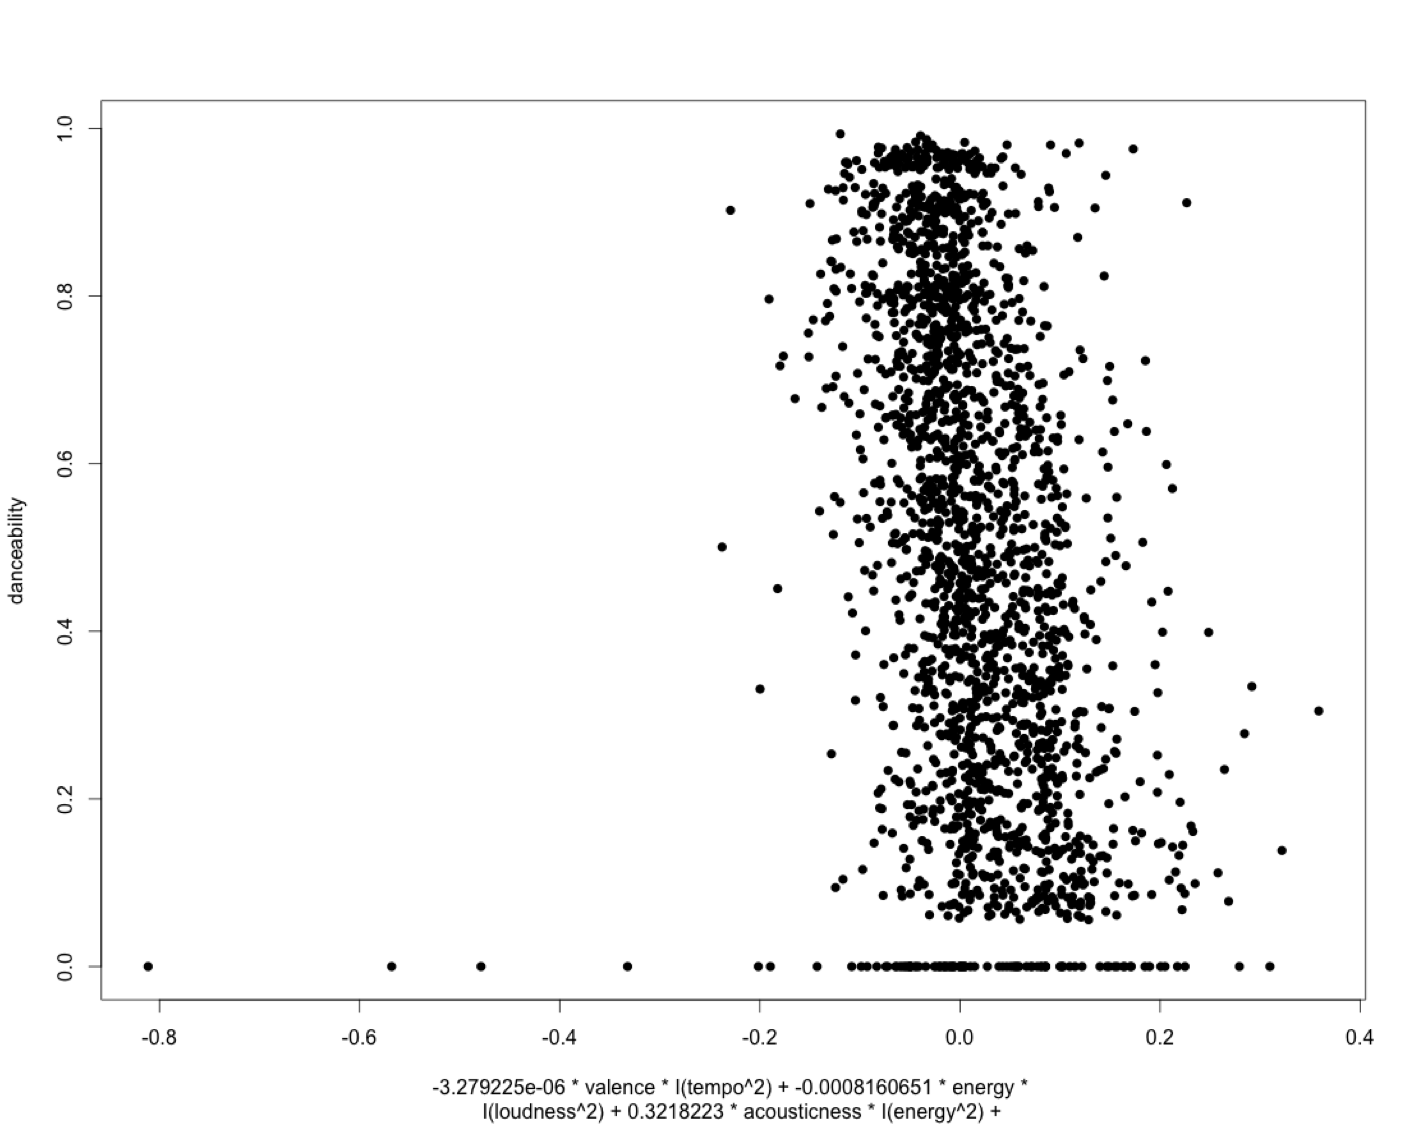 danceability
1.0
0.8
0.6
0.4
0.2
0.0
-0.8 -0.6 -0.4 -0.2 0.0 0.2 0.4
-3.279225e-06 * valence * I(tempo^2) + -0.0008160651 * energy *
I(loudness^2) + 0.3218223 * acousticness * I(energy^2) +